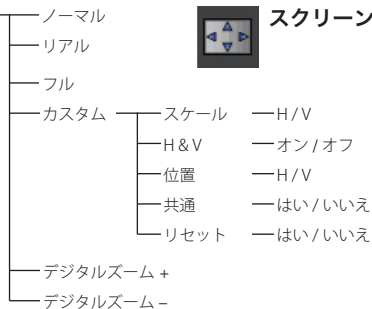 スクリーン
ノーマル
リアル
フル
カスタム
スケール H / V
H & V オン / オフ
位置 H / V
共通 はい / いいえ
リセット はい / いいえ
デジタルズーム +
デジタルズーム –